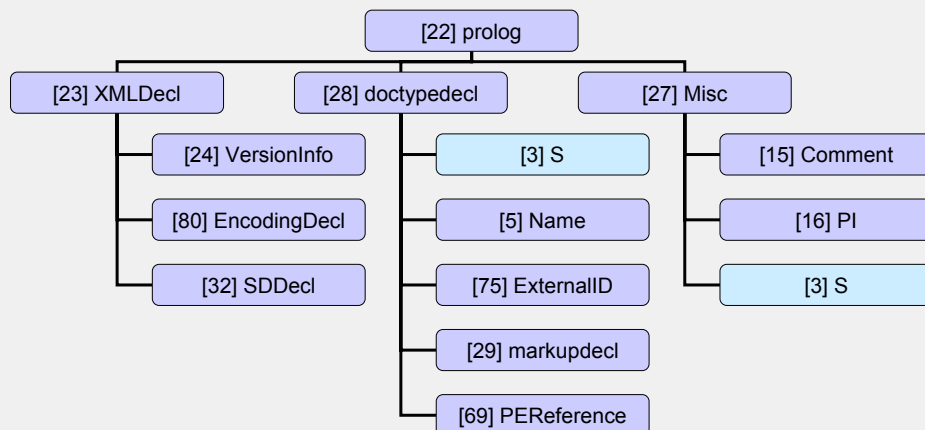 [22] prolog
[23] XMLDecl
[28] doctypedecl
[27] Misc
[24] VersionInfo
[3] S
[15] Comment
[80] EncodingDecl
[5] Name
[16] PI
[32] SDDecl
[75] ExternalID
[3] S
[29] markupdecl
[69] PEReference